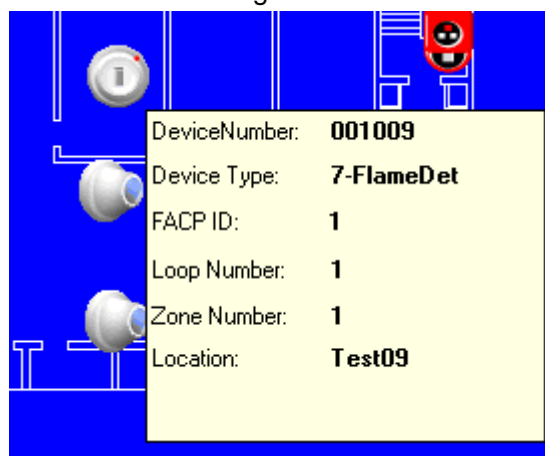 DeviceNumber: 001009
Device Type: 7-FlameDet
FACP ID: 1
Loop Number: 1
Zone Number: 1
Location: Test09